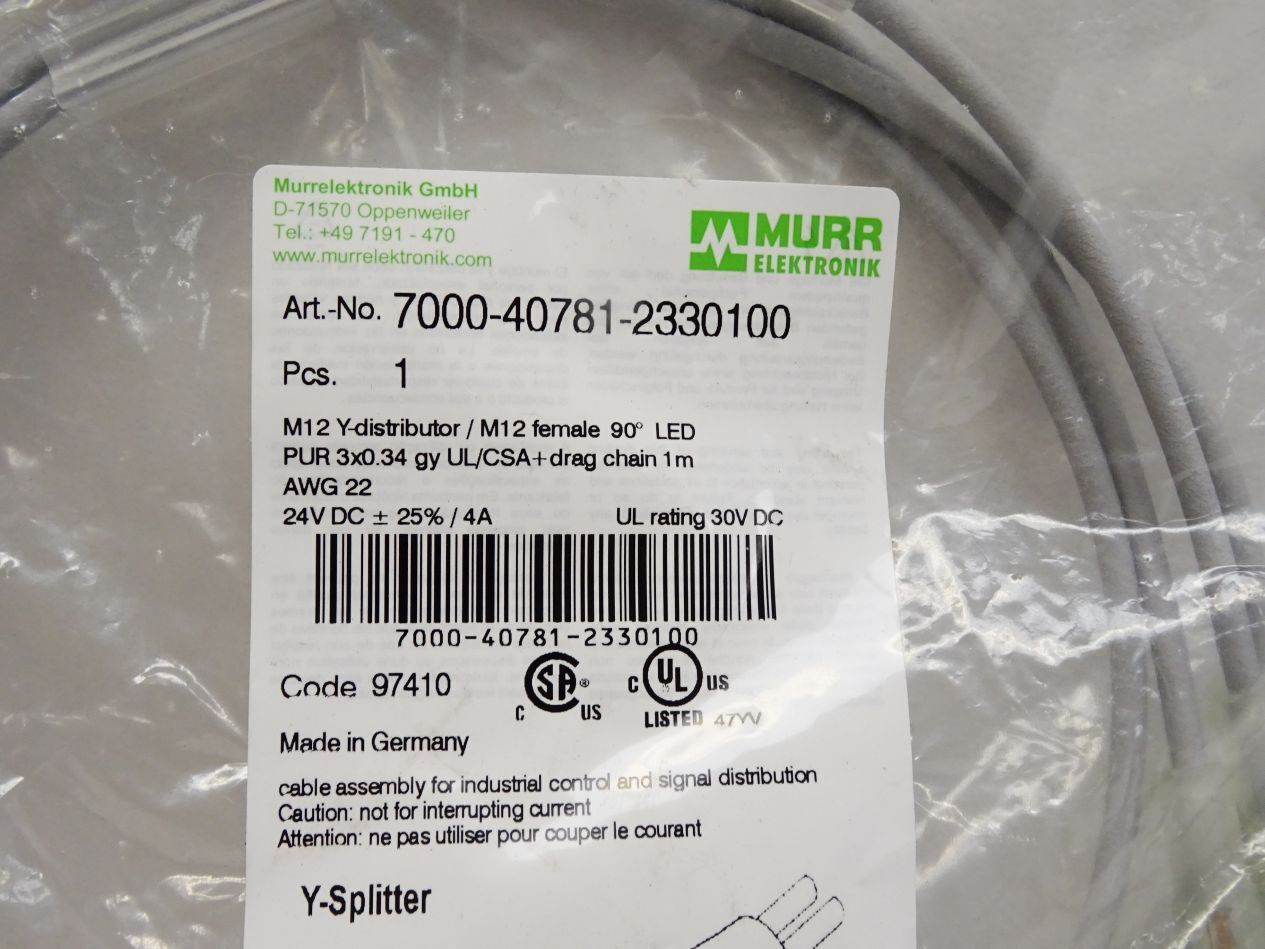 Murrelektronik GmbH
D-71570 Oppenweiler
Tel.: +49 7191 - 470
www.murrelektronik.com
MURR
ELEKTRONIK
Art.-No. 7000-40781-2330100
Pcs. 1
M12 Y-distributor / M12 female 90° LED
PUR 3x0.34 gy UL/CSA+drag chain 1m
AWG 22
24V DC ± 25% / 4A UL rating 30V DC
7000-40781-2330100
Code 97410
C SA ® US
C UL US
LISTED
Made in Germany
cable assembly for industrial control and signal distribution
Caution: not for interrupting current
Attention: ne pas utiliser pour couper le courant
Y-Splitter